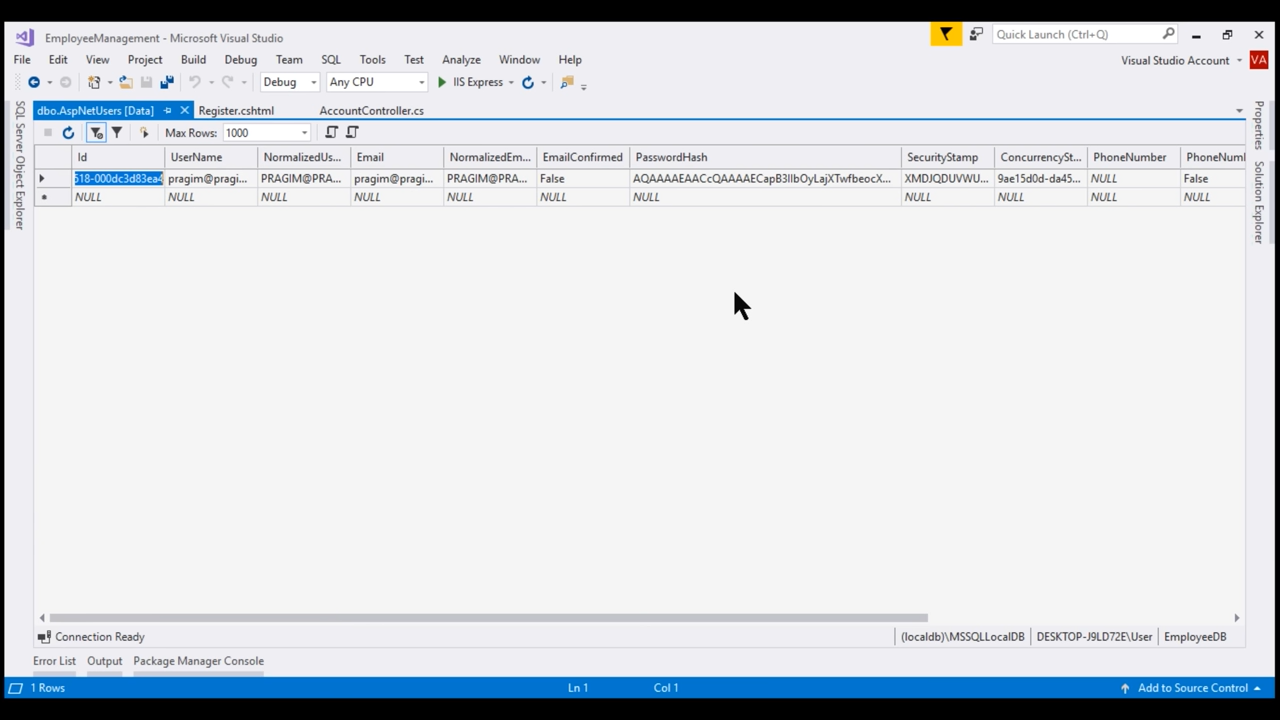 EmployeeManagement - Microsoft Visual Studio
Quick Launch (Ctrl+Q)
File Edit View Project Build Debug Team SQL Tools Test Analyze Window Help
Visual Studio Account VA
Debug Any CPU IIS Express
dbo.AspNetUsers [Data] Register.cshtml AccountController.cs
SQL Server Object Explorer
Properties
Solution Explorer
Max Rows: 1000
Id UserName NormalizedUs... Email NormalizedEm... EmailConfirmed PasswordHash SecurityStamp ConcurrencySt... PhoneNumber PhoneNuml
518-000dc3d83ea4 pragim@pragi... PRAGIM@PRA... pragim@pragi... PRAGIM@PRA... False XMDJQDUVWU... 9ae15d0d-da45... NULL False
NULL NULL NULL NULL NULL NULL NULL NULL NULL NULL NULL
Connection Ready
(localdb)\MSSQLLocalDB DESKTOP-J9LD72E\User EmployeeDB
Error List Output Package Manager Console
1 Rows Ln 1 Col 1 Add to Source Control